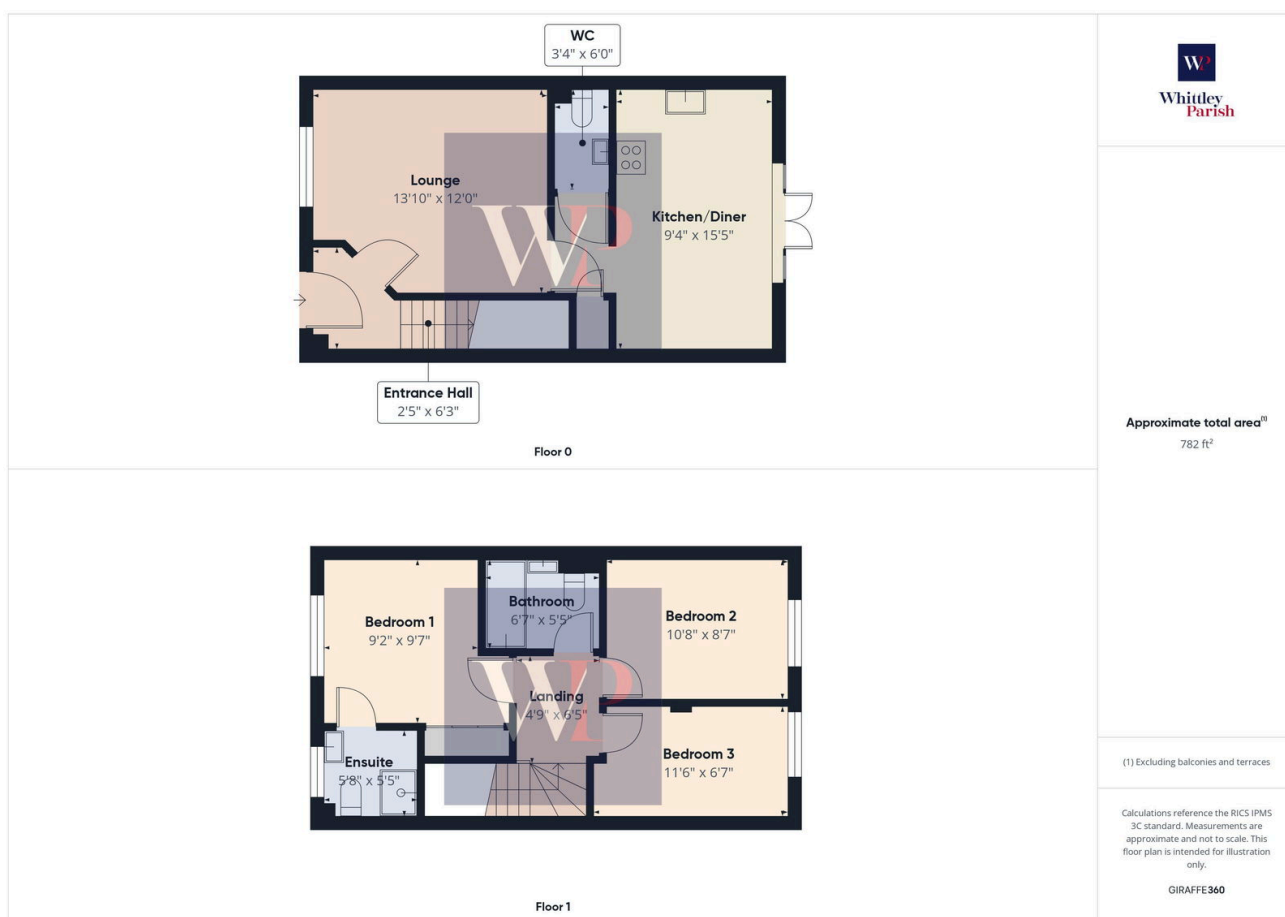 WC
3'4" x 6'0"
Lounge
13'10" x 12'0"
Kitchen/Diner
9'4" x 15'5"
Entrance Hall
2'5" x 6'3"
Floor 0
WP
WP
Whittley
Parish
Approximate total area(1)
782 ft²
Bedroom 1
9'2" x 9'7"
Bathroom
6'7" x 5'5"
Bedroom 2
10'8" x 8'7"
Landing
4'9" x 6'5"
WP
Ensuite
5'8" x 5'5"
Bedroom 3
11'6" x 6'7"
Floor 1
(1) Excluding balconies and terraces
Calculations reference the RICS IPMS
3C standard. Measurements are
approximate and not to scale. This
floor plan is intended for illustration
only.
GIRAFFE360